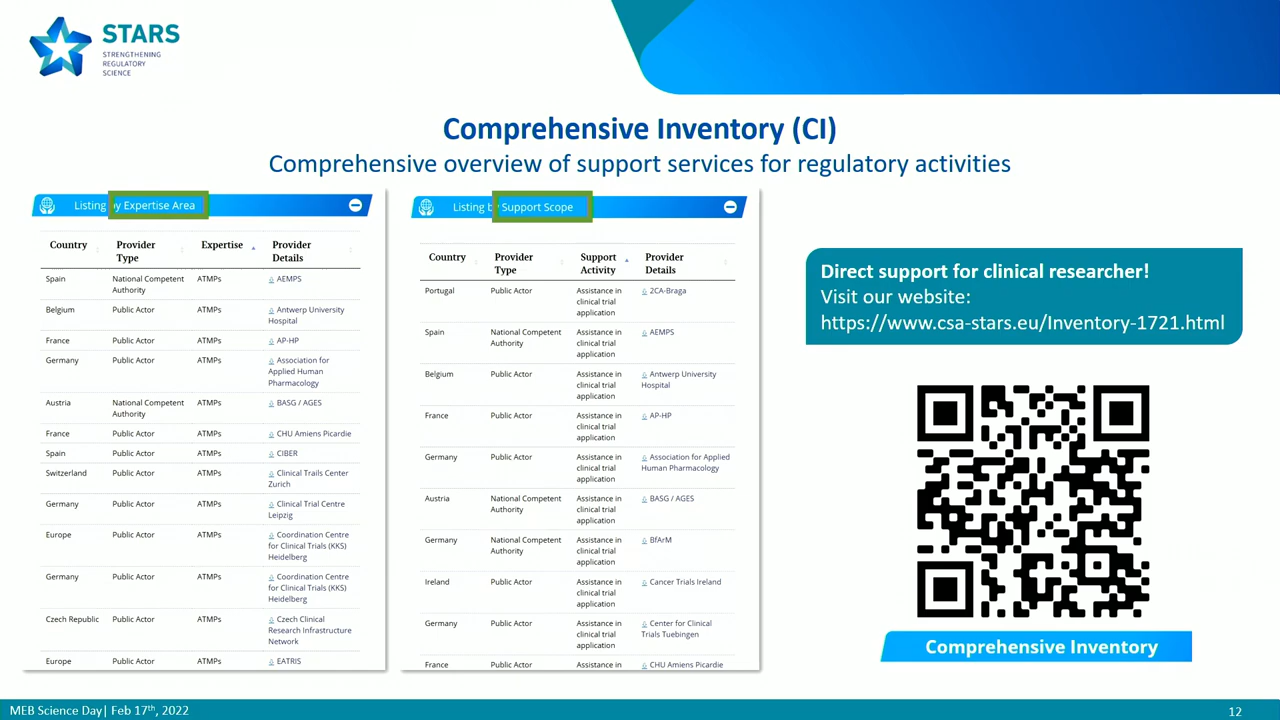 STARS
STRENGTHENING
REGULATORY
SCIENCE
Comprehensive Inventory (CI)
Comprehensive overview of support services for regulatory activities
Listing by Expertise Area
Country Provider Type Expertise Provider Details
Spain National Competent Authority ATMPs AEMPS
Belgium Public Actor ATMPs Antwerp University Hospital
France Public Actor ATMPs AP-HP
Germany Public Actor ATMPs Association for Applied Human Pharmacology
Austria National Competent Authority ATMPs BASG / AGES
France Public Actor ATMPs CHU Amiens Picardie
Spain Public Actor ATMPs CIBER
Switzerland Public Actor ATMPs Clinical Trails Center Zurich
Germany Public Actor ATMPs Clinical Trial Centre Leipzig
Europe Public Actor ATMPs Coordination Centre for Clinical Trials (KKS) Heidelberg
Germany Public Actor ATMPs Coordination Centre for Clinical Trials (KKS) Heidelberg
Czech Republic Public Actor ATMPs Czech Clinical Research Infrastructure Network
Europe Public Actor ATMPs EATRIS
Listing by Support Scope
Country Provider Type Support Activity Provider Details
Portugal Public Actor Assistance in clinical trial application 2CA-Braga
Spain National Competent Authority Assistance in clinical trial application AEMPS
Belgium Public Actor Assistance in clinical trial application Antwerp University Hospital
France Public Actor Assistance in clinical trial application AP-HP
Germany Public Actor Assistance in clinical trial application Association for Applied Human Pharmacology
Austria National Competent Authority Assistance in clinical trial application BASG / AGES
Germany National Competent Authority Assistance in clinical trial application BfArM
Ireland Public Actor Assistance in clinical trial application Cancer Trials Ireland
Germany Public Actor Assistance in clinical trial application Center for Clinical Trials Tuebingen
France Public Actor Assistance in CHU Amiens Picardie
Direct support for clinical researcher!
Visit our website:
https://www.csa-stars.eu/Inventory-1721.html
Comprehensive Inventory
MEB Science Day| Feb 17th, 2022
12